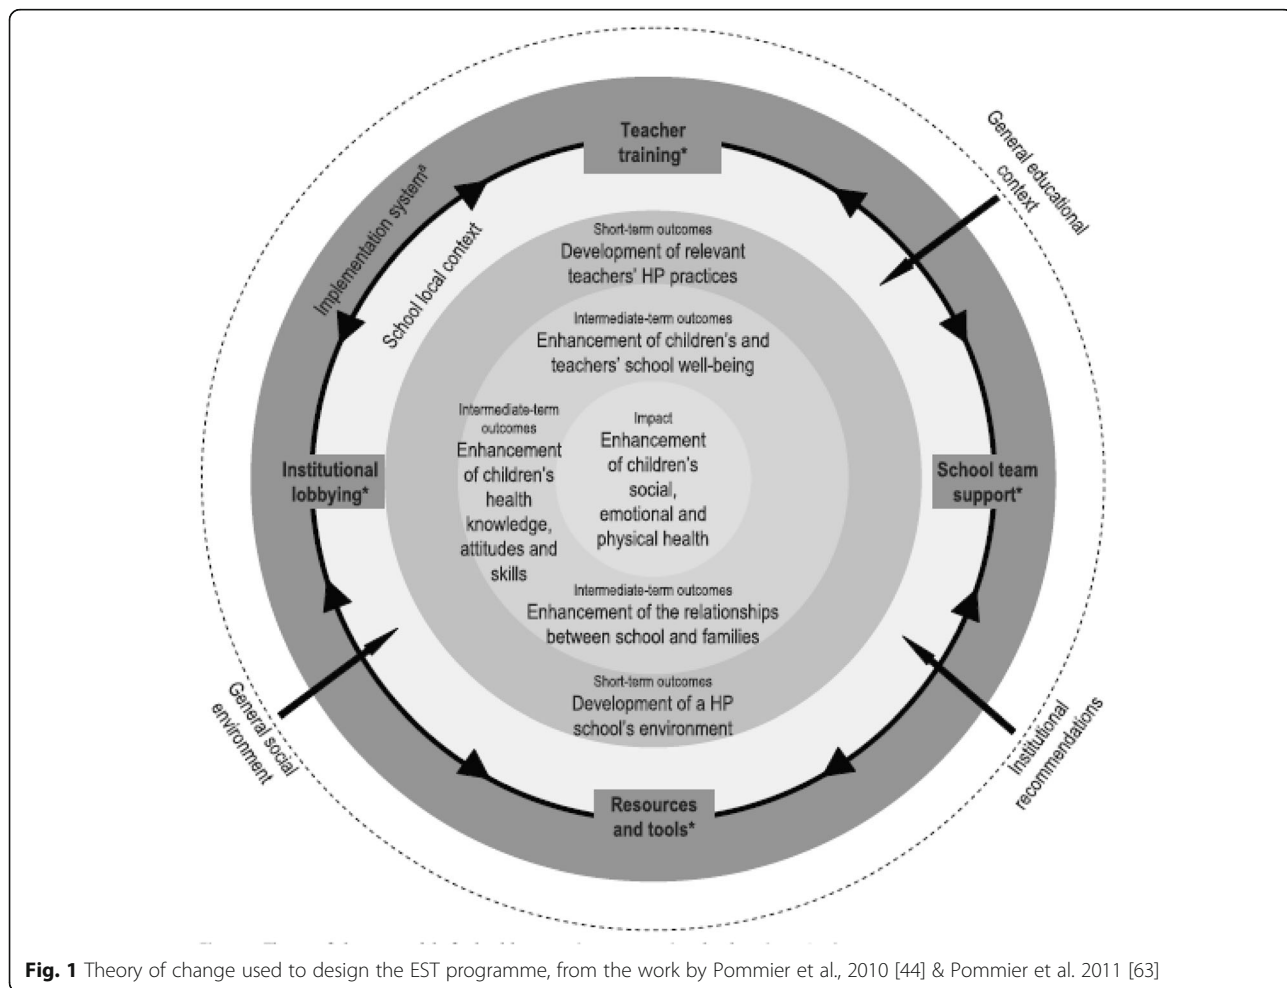 Teacher
training*
General educational
context
Implementation systemª
School local context
Short-term outcomes
Development of relevant
teachers' HP practices
Intermediate-term outcomes
Enhancement of children's and
teachers' school well-being
Intermediate-term
outcomes
Enhancement
of children's
health
knowledge,
attitudes and
skills
Impact
Enhancement
of children's
social,
emotional and
physical health
Institutional
lobbying*
School team
support*
Intermediate-term outcomes
Enhancement of the relationships
between school and families
Short-term outcomes
Development of a HP
school's environment
General social
environment
Institutional
recommendations
Resources
and tools*
Fig. 1 Theory of change used to design the EST programme, from the work by Pommier et al., 2010 [44] & Pommier et al. 2011 [63]